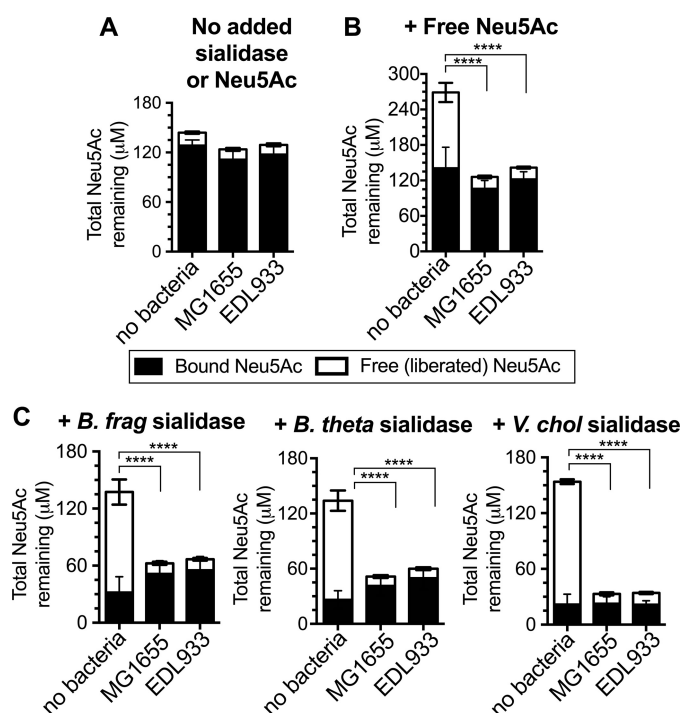 A
No added
sialidase
or Neu5Ac
Total Neu5Ac
remaining (μM)
180
120
60
0
no bacteria
MG1655
EDL933
B
+ Free Neu5Ac
****
****
Total Neu5Ac
remaining (μM)
300
240
180
120
60
0
no bacteria
MG1655
EDL933
Bound Neu5Ac
Free (liberated) Neu5Ac
C
+ B. frag sialidase
****
****
Total Neu5Ac
remaining (μM)
180
120
60
0
no bacteria
MG1655
EDL933
+ B. theta sialidase
****
****
Total Neu5Ac
remaining (μM)
180
120
60
0
no bacteria
MG1655
EDL933
+ V. chol sialidase
****
****
Total Neu5Ac
remaining (μM)
180
120
60
0
no bacteria
MG1655
EDL933